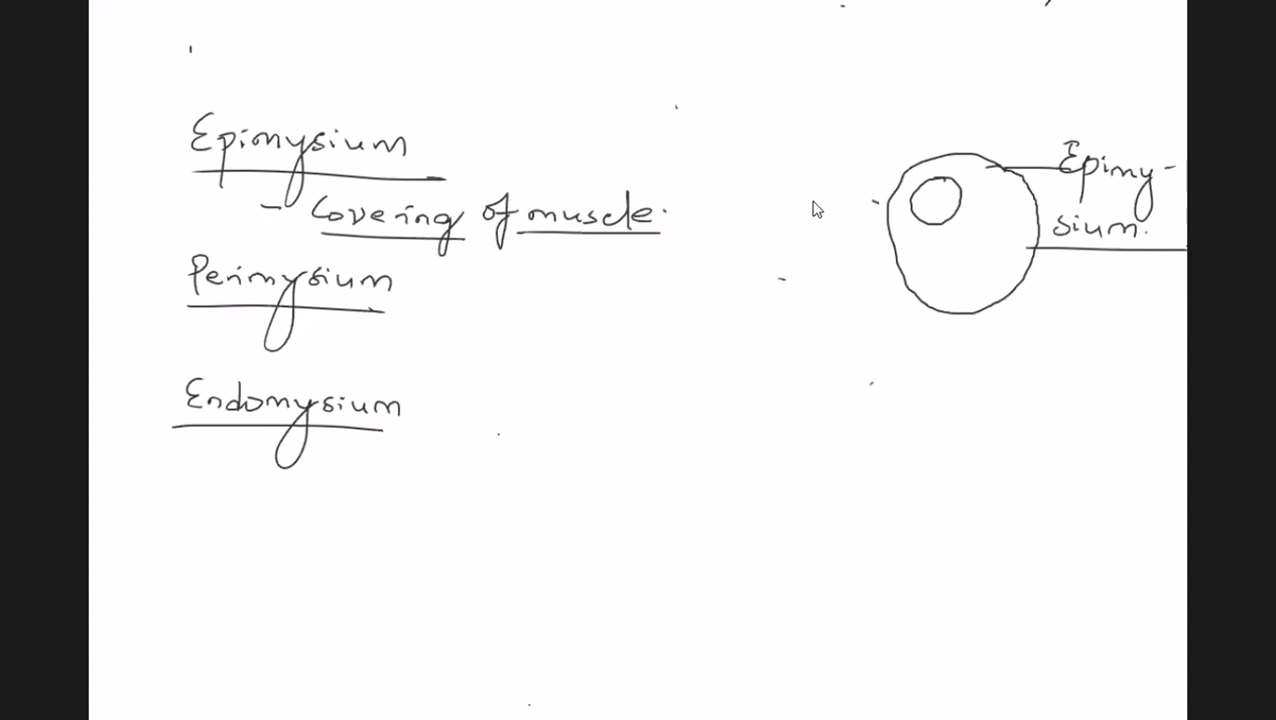 Epimysium
- Covering of muscle.
Perimysium
Endomysium
Epimy-
sium.